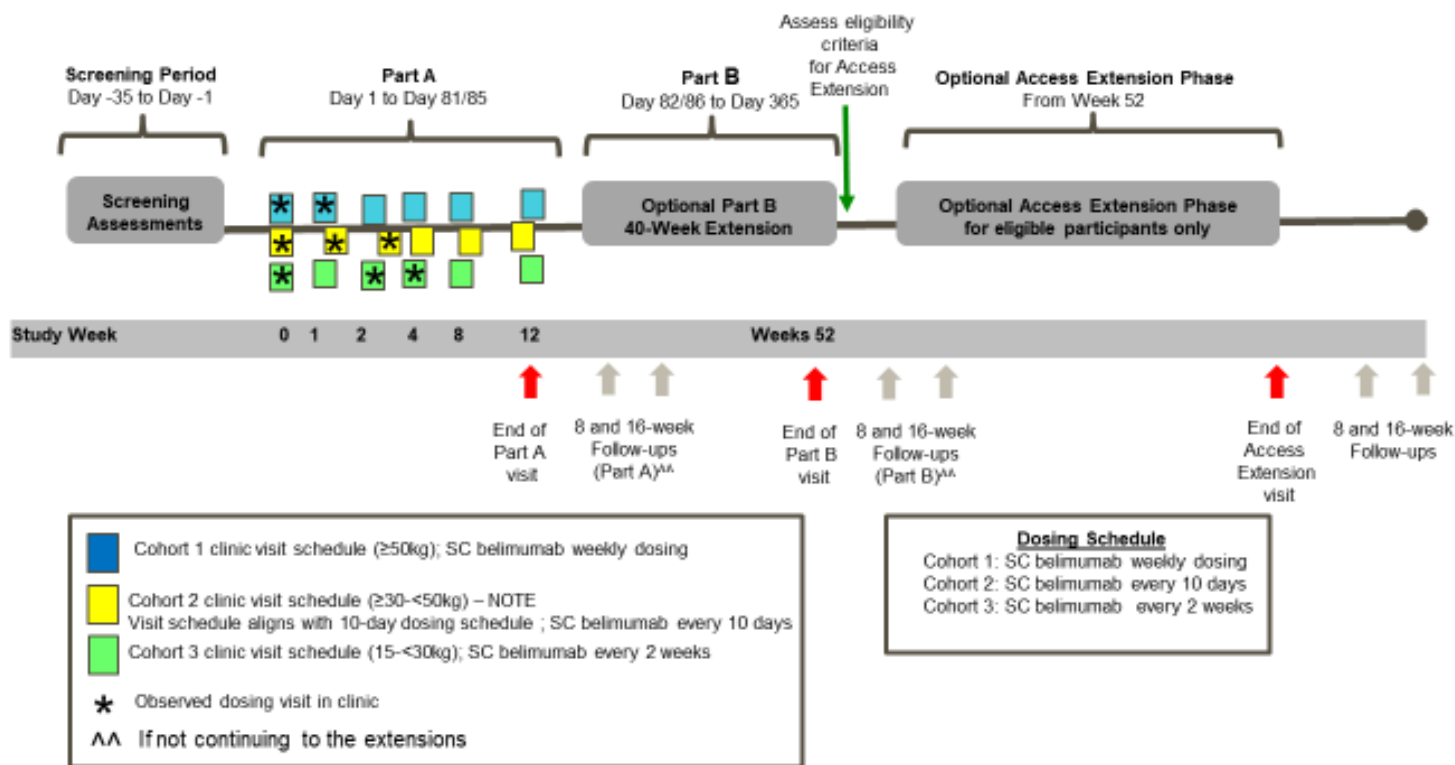 Assess eligibility
criteria
for Access
Extension
Screening Period
Day -35 to Day -1
Part A
Day 1 to Day 81/85
Part B
Day 82/86 to Day 365
Optional Access Extension Phase
From Week 52
Screening
Assessments
* *
* * *
* * *
Optional Part B
40-Week Extension
Optional Access Extension Phase
for eligible participants only
Study Week 0 1 2 4 8 12 Weeks 52
End of
Part A
visit
8 and 16-week
Follow-ups
(Part A)^^
End of
Part B
visit
8 and 16-week
Follow-ups
(Part B)^^
End of
Access
Extension
visit
8 and 16-week
Follow-ups
Cohort 1 clinic visit schedule (≥50kg); SC belimumab weekly dosing
Cohort 2 clinic visit schedule (≥30-<50kg) – NOTE
Visit schedule aligns with 10-day dosing schedule ; SC belimumab every 10 days
Cohort 3 clinic visit schedule (15-<30kg); SC belimumab every 2 weeks
* Observed dosing visit in clinic
^^ If not continuing to the extensions
Dosing Schedule
Cohort 1: SC belimumab weekly dosing
Cohort 2: SC belimumab every 10 days
Cohort 3: SC belimumab every 2 weeks